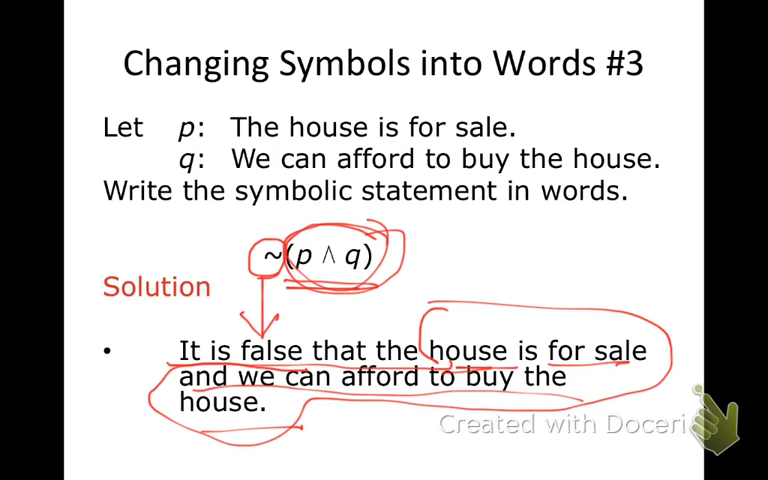 Changing Symbols into Words #3
Let p: The house is for sale.
q: We can afford to buy the house.
Write the symbolic statement in words.
~(p ∧ q)
Solution
• It is false that the house is for sale
and we can afford to buy the
house.
Created with Doceri